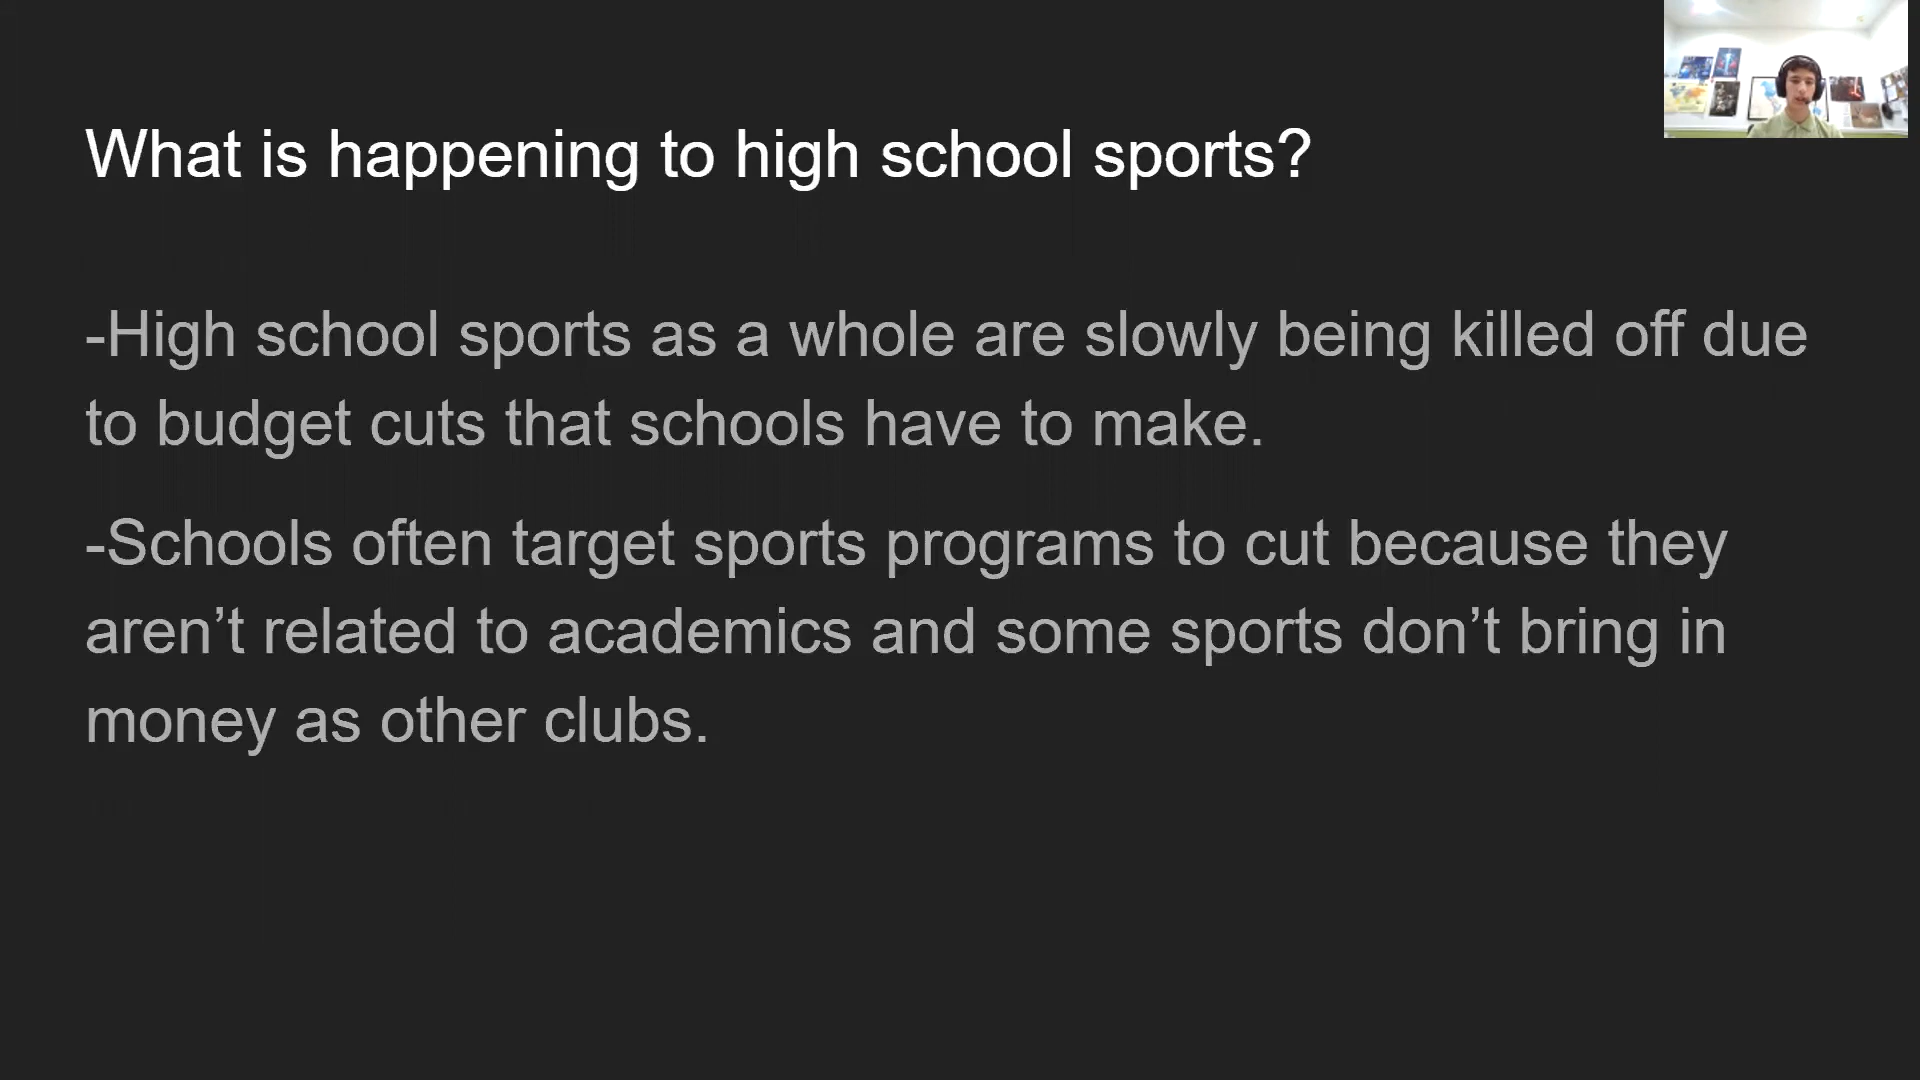 What is happening to high school sports?
-High school sports as a whole are slowly being killed off due
to budget cuts that schools have to make.
-Schools often target sports programs to cut because they
aren’t related to academics and some sports don’t bring in
money as other clubs.